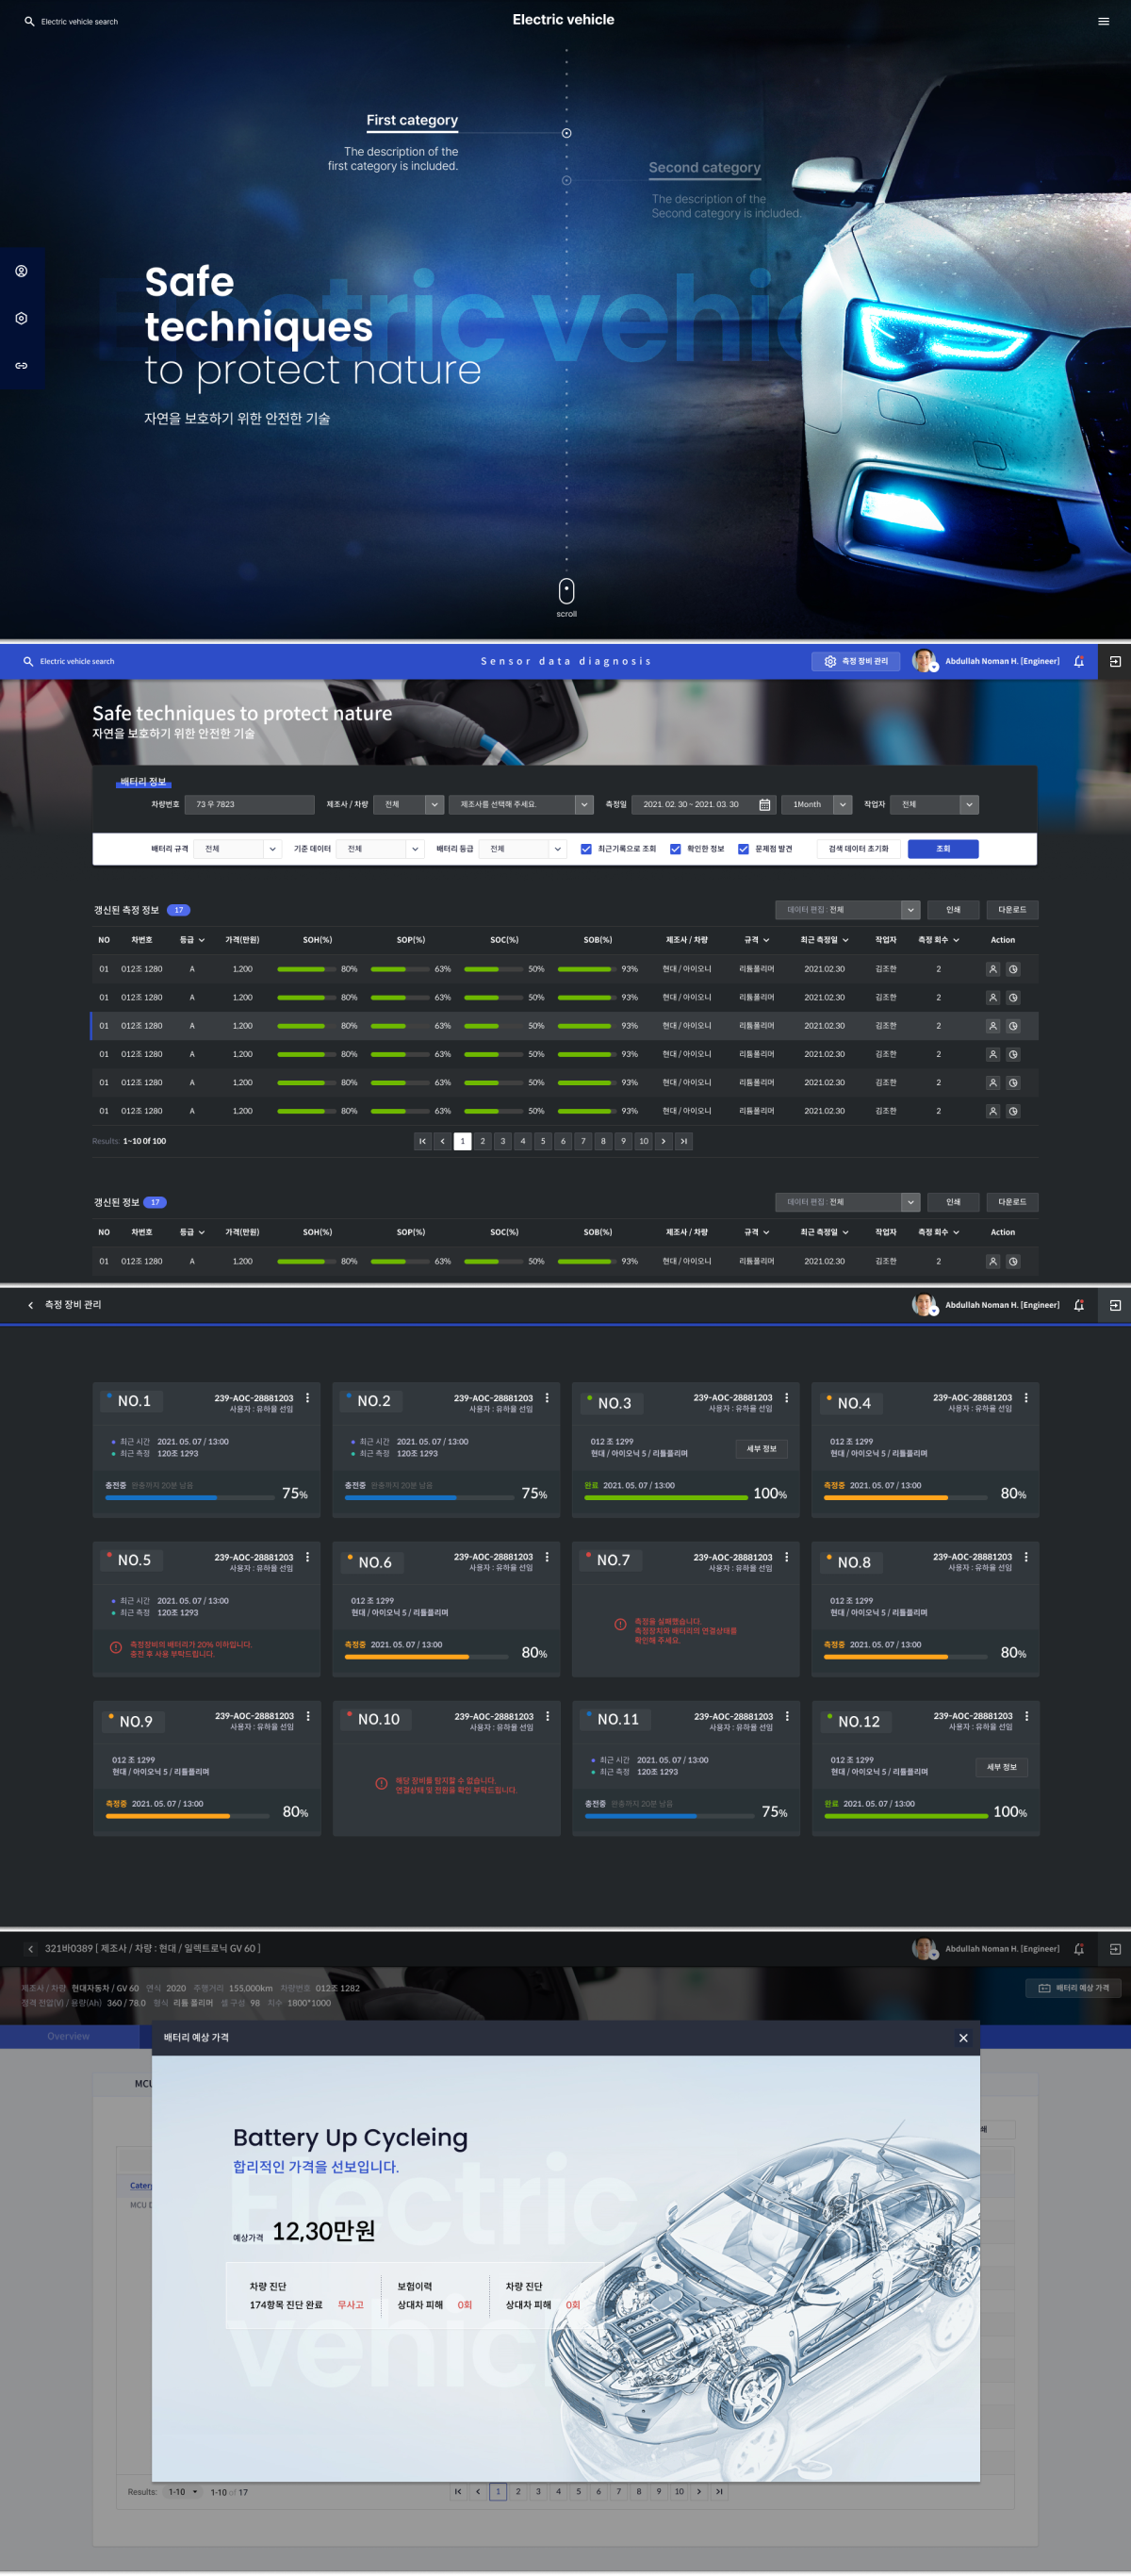 Electric vehicle search
Electric vehicle
First category
The description of the
first category is included.
Second category
The description of the
Second category is included.
Electric vehic
Safe
techniques
to protect nature
자연을 보호하기 위한 안전한 기술
scroll
Electric vehicle search
Sensor data diagnosis
측정 장비 관리
Abdullah Noman H. [Engineer]
Safe techniques to protect nature
자연을 보호하기 위한 안전한 기술
배터리 정보
차량번호 73 우 7823 제조사 / 차량 전체 제조사를 선택해 주세요. 측정일 2021. 02. 30 ~ 2021. 03. 30 1Month 작업자 전체
배터리 규격 전체 기준 데이터 전체 배터리 등급 전체 최근기록으로 조회 확인한 정보 문제점 발견 검색 데이터 초기화 조회
갱신된 측정 정보 17 데이터 편집 : 전체 인쇄 다운로드
NO 차번호 등급 가격(만원) SOH(%) SOP(%) SOC(%) SOB(%) 제조사 / 차량 규격 최근 측정일 작업자 측정 회수 Action
01 012조 1280 A 1,200 80% 63% 50% 93% 현대 / 아이오니 리튬폴리머 2021.02.30 김조한 2
01 012조 1280 A 1,200 80% 63% 50% 93% 현대 / 아이오니 리튬폴리머 2021.02.30 김조한 2
01 012조 1280 A 1,200 80% 63% 50% 93% 현대 / 아이오니 리튬폴리머 2021.02.30 김조한 2
01 012조 1280 A 1,200 80% 63% 50% 93% 현대 / 아이오니 리튬폴리머 2021.02.30 김조한 2
01 012조 1280 A 1,200 80% 63% 50% 93% 현대 / 아이오니 리튬폴리머 2021.02.30 김조한 2
01 012조 1280 A 1,200 80% 63% 50% 93% 현대 / 아이오니 리튬폴리머 2021.02.30 김조한 2
Results: 1~10 0f 100 1 2 3 4 5 6 7 8 9 10
갱신된 정보 17 데이터 편집 : 전체 인쇄 다운로드
NO 차번호 등급 가격(만원) SOH(%) SOP(%) SOC(%) SOB(%) 제조사 / 차량 규격 최근 측정일 작업자 측정 회수 Action
01 012조 1280 A 1,200 80% 63% 50% 93% 현대 / 아이오니 리튬폴리머 2021.02.30 김조한 2
측정 장비 관리
Abdullah Noman H. [Engineer]
NO.1 239-AOC-28881203
사용자 : 유하율 선임
최근 시간 2021. 05. 07 / 13:00
최근 측정 120조 1293
충전중 완충까지 20분 남음 75%
NO.2 239-AOC-28881203
사용자 : 유하율 선임
최근 시간 2021. 05. 07 / 13:00
최근 측정 120조 1293
충전중 완충까지 20분 남음 75%
NO.3 239-AOC-28881203
사용자 : 유하율 선임
012 조 1299
현대 / 아이오닉 5 / 리튬폴리머
세부 정보
완료 2021. 05. 07 / 13:00 100%
NO.4 239-AOC-28881203
사용자 : 유하율 선임
012 조 1299
현대 / 아이오닉 5 / 리튬폴리머
측정중 2021. 05. 07 / 13:00 80%
NO.5 239-AOC-28881203
사용자 : 유하율 선임
최근 시간 2021. 05. 07 / 13:00
최근 측정 120조 1293
측정장비의 배터리가 20% 이하입니다.
충전 후 사용 부탁드립니다.
NO.6 239-AOC-28881203
사용자 : 유하율 선임
012 조 1299
현대 / 아이오닉 5 / 리튬폴리머
측정중 2021. 05. 07 / 13:00 80%
NO.7 239-AOC-28881203
사용자 : 유하율 선임
측정을 실패했습니다.
측정장치와 배터리의 연결상태를
확인해 주세요.
NO.8 239-AOC-28881203
사용자 : 유하율 선임
012 조 1299
현대 / 아이오닉 5 / 리튬폴리머
측정중 2021. 05. 07 / 13:00 80%
NO.9 239-AOC-28881203
사용자 : 유하율 선임
012 조 1299
현대 / 아이오닉 5 / 리튬폴리머
측정중 2021. 05. 07 / 13:00 80%
NO.10 239-AOC-28881203
사용자 : 유하율 선임
해당 장비를 탐지할 수 없습니다.
연결상태 및 전원을 확인 부탁드립니다.
NO.11 239-AOC-28881203
사용자 : 유하율 선임
최근 시간 2021. 05. 07 / 13:00
최근 측정 120조 1293
충전중 완충까지 20분 남음 75%
NO.12 239-AOC-28881203
사용자 : 유하율 선임
012 조 1299
현대 / 아이오닉 5 / 리튬폴리머
세부 정보
완료 2021. 05. 07 / 13:00 100%
321바0389 [ 제조사 / 차량 : 현대 / 일렉트로닉 GV 60 ]
Abdullah Noman H. [Engineer]
제조사 / 차량 현대자동차 / GV 60 연식 2020 주행거리 155,000km 차량번호 012조 1282
정격 전압(V) / 용량(Ah) 360 / 78.0 형식 리튬 폴리머 셀 구성 98 치수 1800*1000
배터리 예상 가격
Overview
배터리 예상 가격
MCU
쇄
Cater
MCU D
Electric
vehicl
Battery Up Cycleing
합리적인 가격을 선보입니다.
예상가격 12,30만원
차량 진단 보험이력 차량 진단
174항목 진단 완료 무사고 상대차 피해 0회 상대차 피해 0회
Results: 1-10 1-10 of 17 1 2 3 4 5 6 7 8 9 10